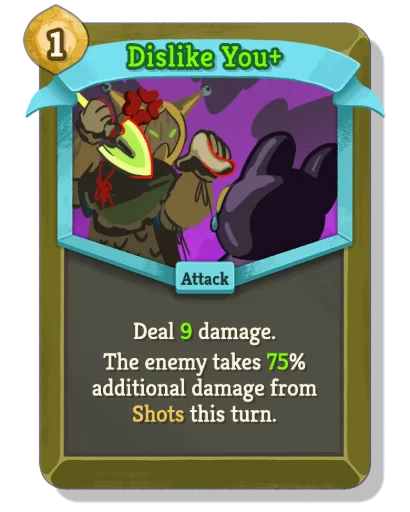 1
Dislike You+
Attack
Deal 9 damage.
The enemy takes 75%
additional damage from
Shots this turn.